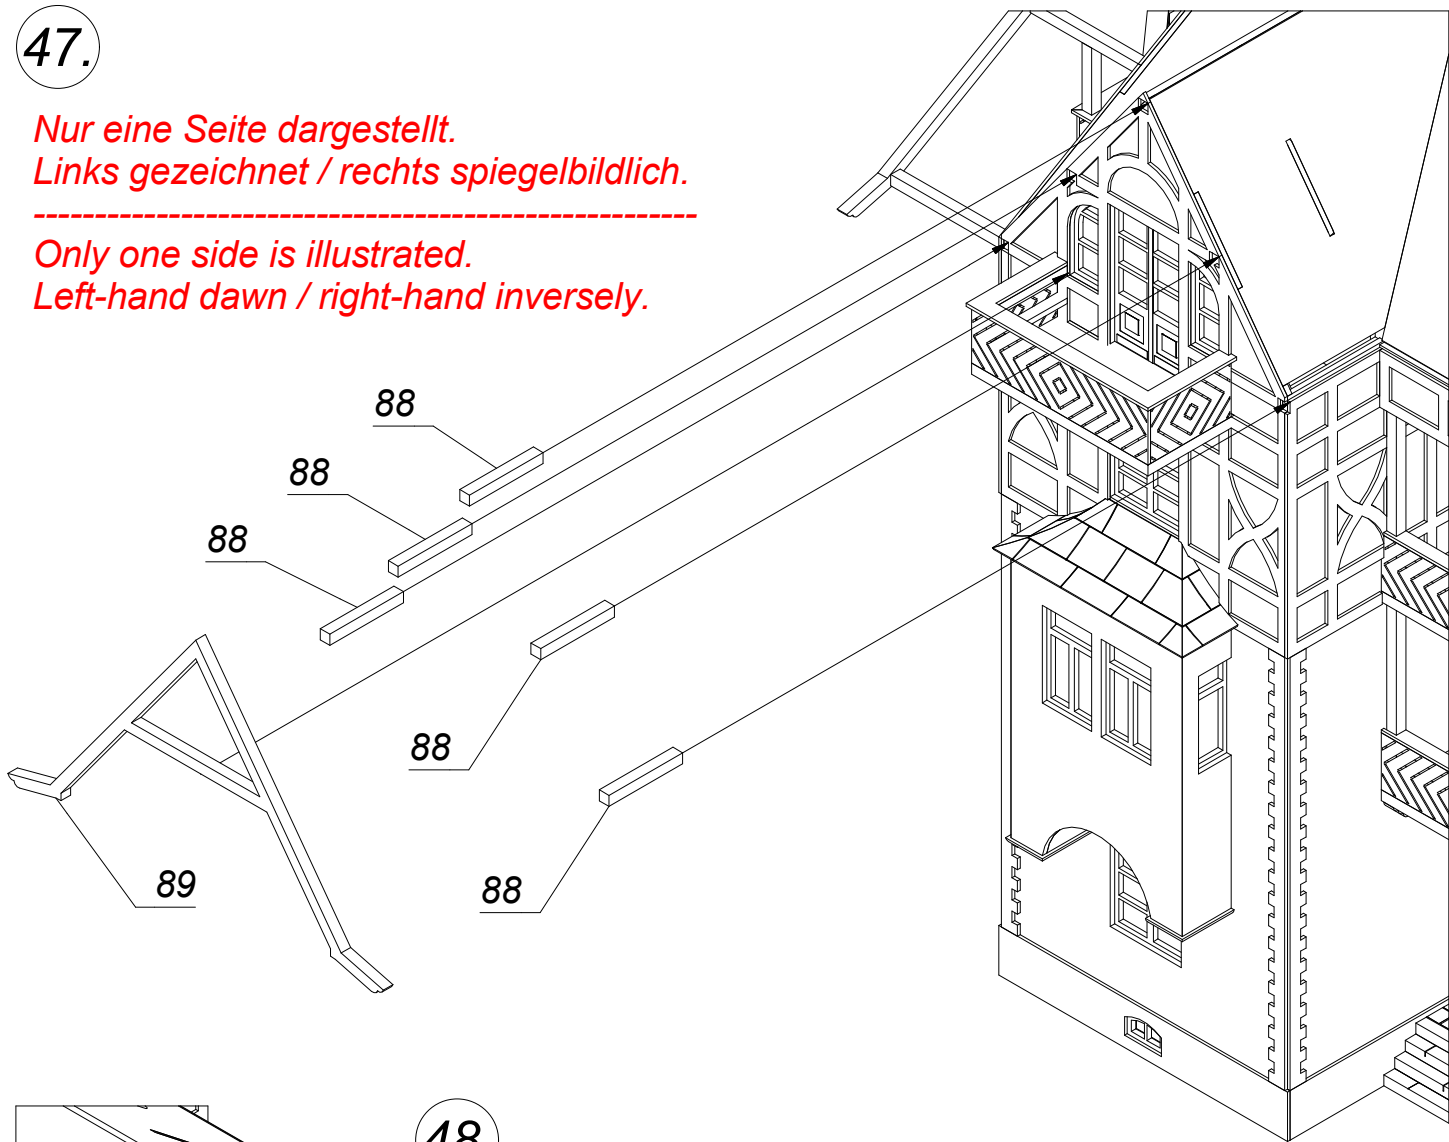 47.
Nur eine Seite dargestellt.
Links gezeichnet / rechts spiegelbildlich.
------------------------------------------------------
Only one side is illustrated.
Left-hand dawn / right-hand inversely.
88
88
88
88
89
88
48